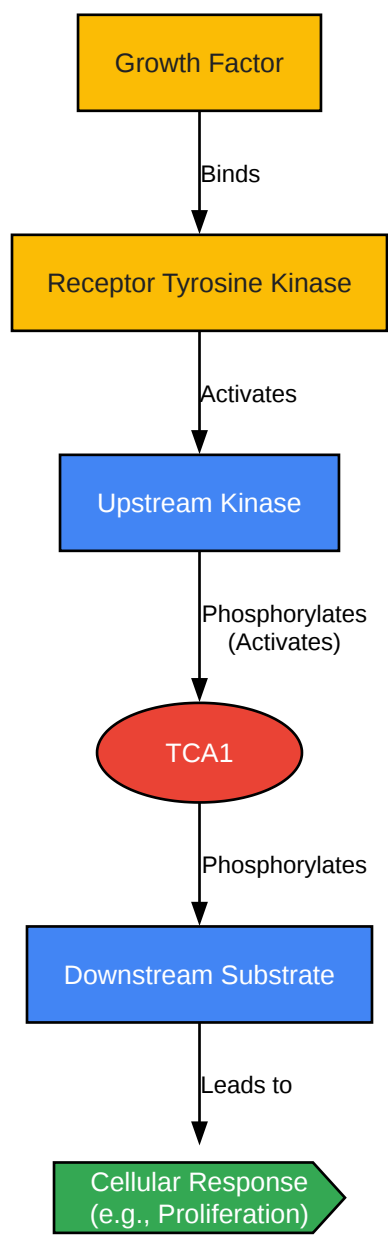 Growth Factor
Binds
Receptor Tyrosine Kinase
Activates
Upstream Kinase
Phosphorylates
(Activates)
TCA1
Phosphorylates
Downstream Substrate
Leads to
Cellular Response
(e.g., Proliferation)